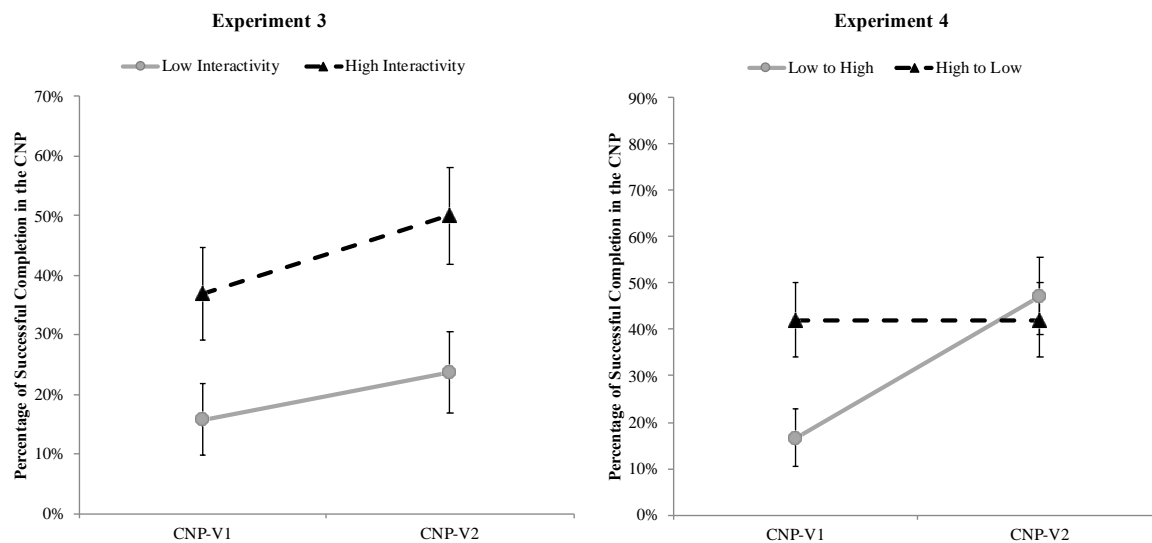 Experiment 3
Low Interactivity
High Interactivity
Percentage of Successful Completion in the CNP
70%
60%
50%
40%
30%
20%
10%
0%
CNP-V1
CNP-V2
Experiment 4
Low to High
High to Low
Percentage of Successful Completion in the CNP
90%
80%
70%
60%
50%
40%
30%
20%
10%
0%
CNP-V1
CNP-V2